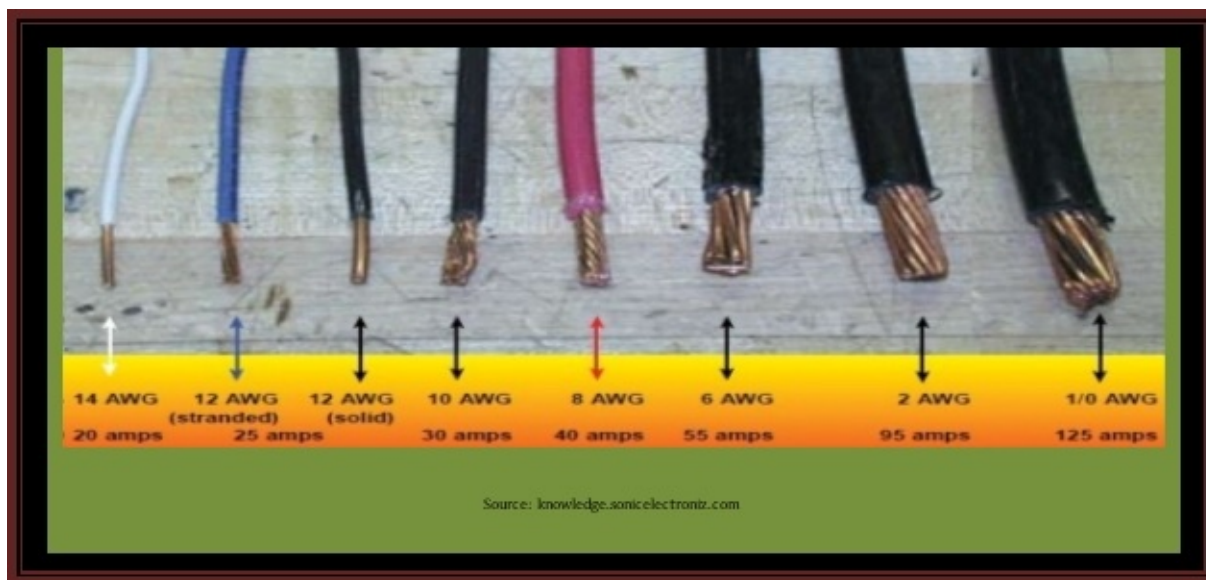 14 AWG 12 AWG 12 AWG 10 AWG 8 AWG 6 AWG 2 AWG 1/0 AWG
(stranded) (solid)
20 amps 25 amps 30 amps 40 amps 55 amps 95 amps 125 amps
Source: knowledge.sonicelectronix.com